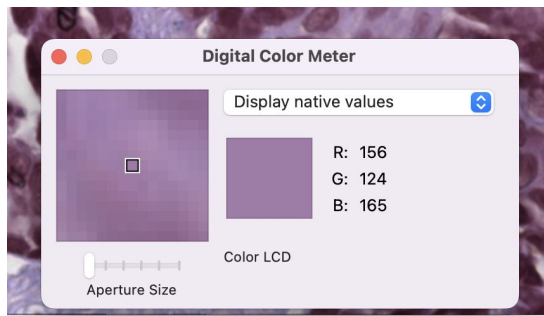 Digital Color Meter
Display native values
R: 156
G: 124
B: 165
Color LCD
Aperture Size